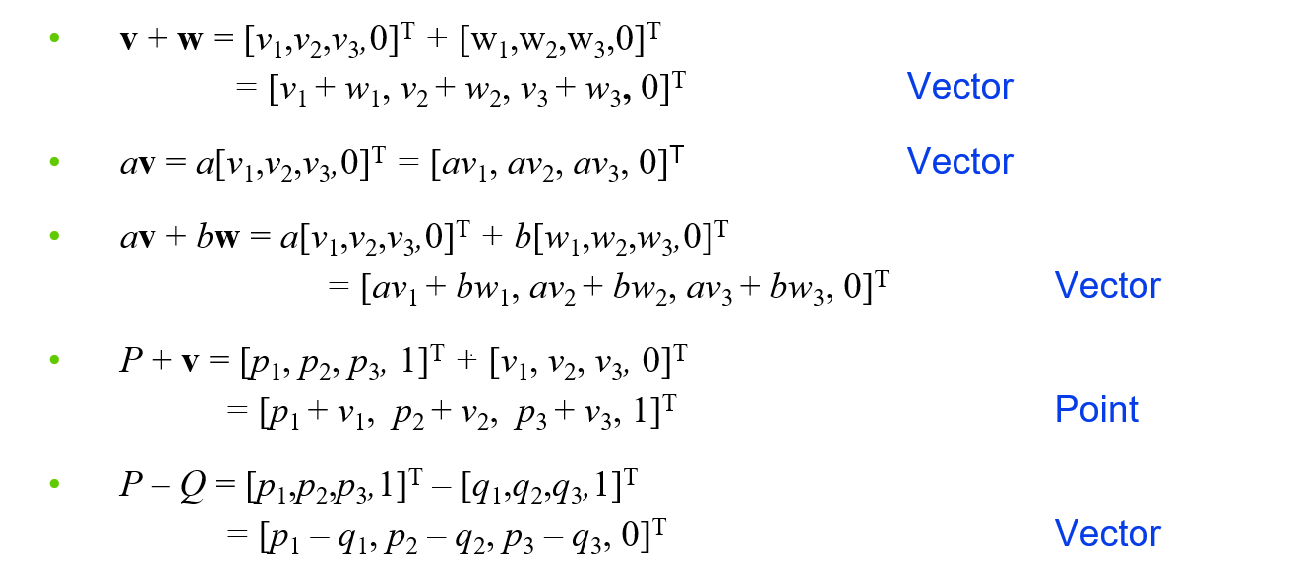 • v + w = [v₁,v₂,v₃,0]ᵀ + [w₁,w₂,w₃,0]ᵀ
= [v₁ + w₁, v₂ + w₂, v₃ + w₃, 0]ᵀ Vector
• av = a[v₁,v₂,v₃,0]ᵀ = [av₁, av₂, av₃, 0]ᵀ Vector
• av + bw = a[v₁,v₂,v₃,0]ᵀ + b[w₁,w₂,w₃,0]ᵀ
= [av₁ + bw₁, av₂ + bw₂, av₃ + bw₃, 0]ᵀ Vector
• P + v = [p₁, p₂, p₃, 1]ᵀ + [v₁, v₂, v₃, 0]ᵀ
= [p₁ + v₁, p₂ + v₂, p₃ + v₃, 1]ᵀ Point
• P – Q = [p₁,p₂,p₃,1]ᵀ – [q₁,q₂,q₃,1]ᵀ
= [p₁ – q₁, p₂ – q₂, p₃ – q₃, 0]ᵀ Vector